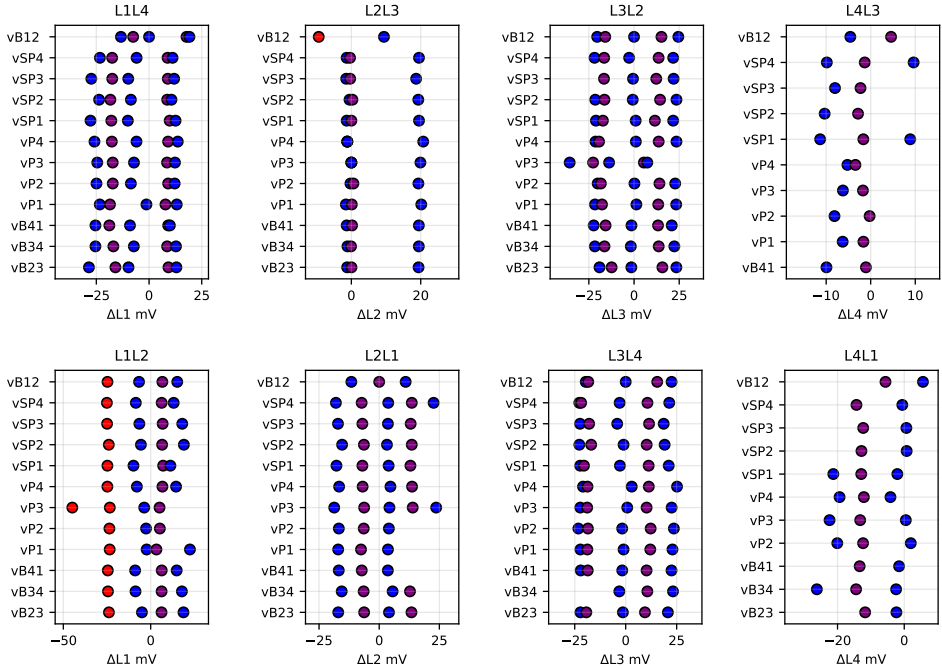 L1L4
vB12
vSP4
vSP3
vSP2
vSP1
vP4
vP3
vP2
vP1
vB41
vB34
vB23
−25 0 25
ΔL1 mV
L2L3
vB12
vSP4
vSP3
vSP2
vSP1
vP4
vP3
vP2
vP1
vB41
vB34
vB23
0 20
ΔL2 mV
L3L2
vB12
vSP4
vSP3
vSP2
vSP1
vP4
vP3
vP2
vP1
vB41
vB34
vB23
−25 0 25
ΔL3 mV
L4L3
vB12
vSP4
vSP3
vSP2
vSP1
vP4
vP3
vP2
vP1
vB41
−10 0 10
ΔL4 mV
L1L2
vB12
vSP4
vSP3
vSP2
vSP1
vP4
vP3
vP2
vP1
vB41
vB34
vB23
−50 0
ΔL1 mV
L2L1
vB12
vSP4
vSP3
vSP2
vSP1
vP4
vP3
vP2
vP1
vB41
vB34
vB23
−25 0 25
ΔL2 mV
L3L4
vB12
vSP4
vSP3
vSP2
vSP1
vP4
vP3
vP2
vP1
vB41
vB34
vB23
−25 0 25
ΔL3 mV
L4L1
vB12
vSP4
vSP3
vSP2
vSP1
vP4
vP3
vP2
vB41
vB34
vB23
−20 0
ΔL4 mV